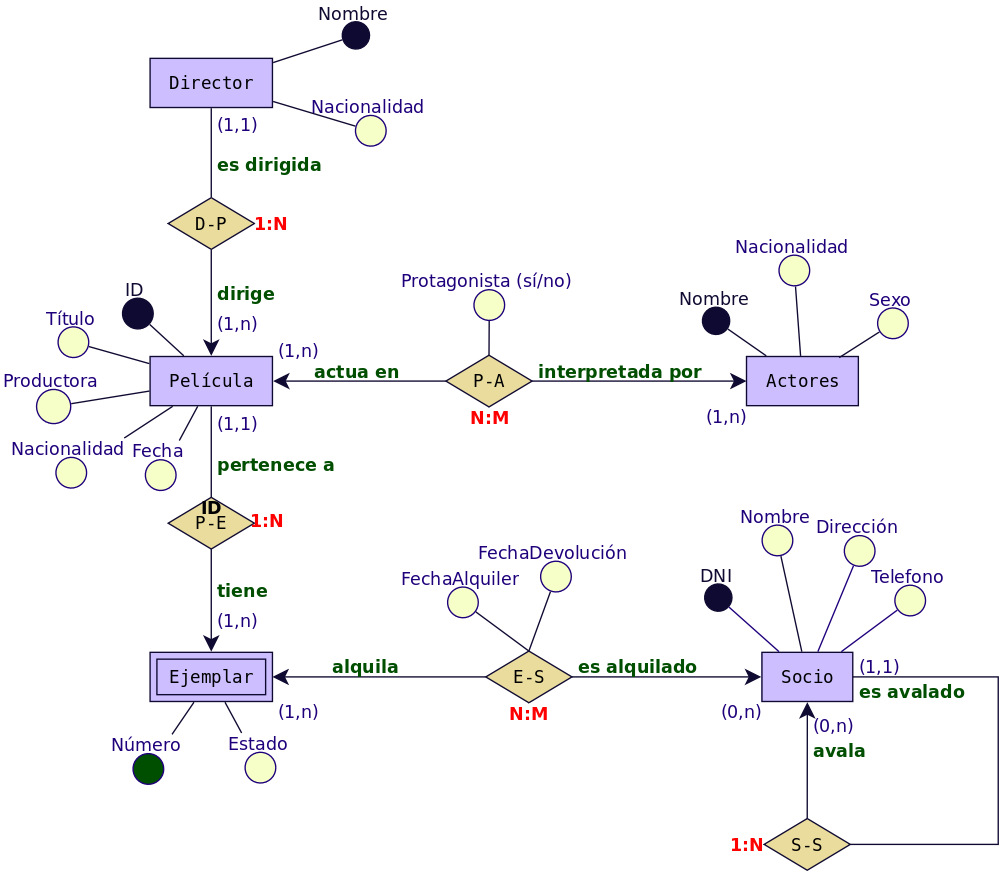 Nombre
Director
Nacionalidad
(1,1)
es dirigida
D-P
1:N
dirige
(1,n)
ID
Título
Productora
Nacionalidad
Fecha
Película
(1,n)
actua en
Protagonista (sí/no)
P-A
N:M
interpretada por
Nombre
Nacionalidad
Sexo
Actores
(1,n)
(1,1)
pertenece a
ID
P-E
1:N
tiene
(1,n)
Ejemplar
(1,n)
Número
Estado
alquila
FechaAlquiler
FechaDevolución
E-S
N:M
es alquilado
DNI
Nombre
Dirección
Telefono
Socio
(0,n)
(1,1)
es avalado
(0,n)
avala
1:N
S-S